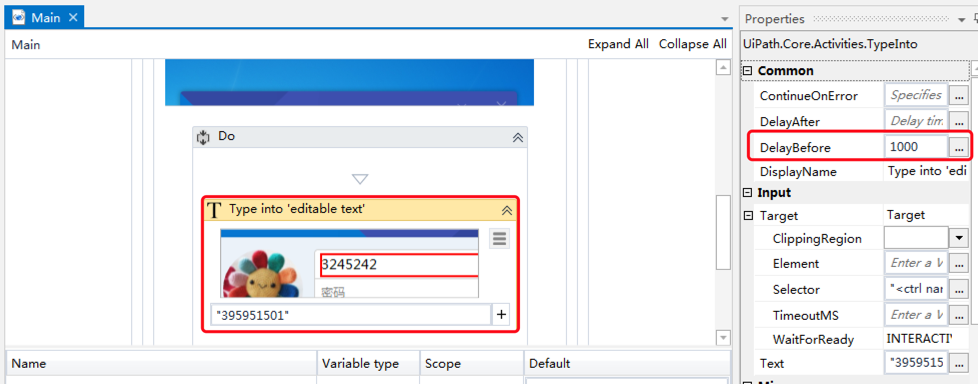 Main
Main
Expand All Collapse All
Do
Type into 'editable text'
3245242
密码
"395951501"
Name Variable type Scope Default
Properties
UiPath.Core.Activities.TypeInto
Common
ContinueOnError Specifies ...
DelayAfter Delay tim ...
DelayBefore 1000 ...
DisplayName Type into 'edi
Input
Target Target
ClippingRegion
Element Enter a V ...
Selector "<ctrl nar ...
TimeoutMS Enter a V ...
WaitForReady INTERACTI
Text "3959515 ...